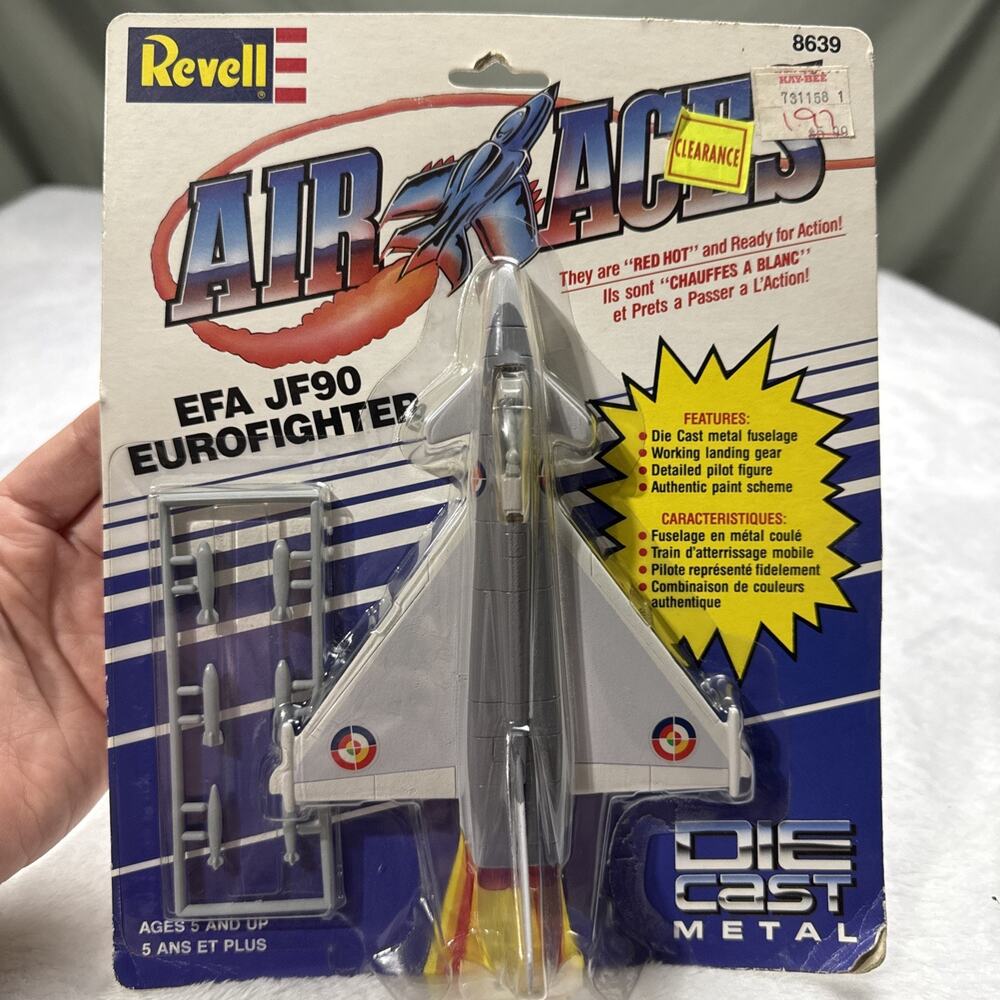 Revell
8639
KAY-BEE
731158 1
1.97
CLEARANCE
AIR ACES
They are "RED HOT" and Ready for Action!
Ils sont "CHAUFFES A BLANC"
et Prets a Passer a L'Action!
EFA JF90
EUROFIGHTER
FEATURES:
Die Cast metal fuselage
Working landing gear
Detailed pilot figure
Authentic paint scheme
CARACTERISTIQUES:
Fuselage en métal coulé
Train d'atterrissage mobile
Pilote représenté fidelement
Combinaison de couleurs
authentique
DIE
CAST
METAL
AGES 5 AND UP
5 ANS ET PLUS